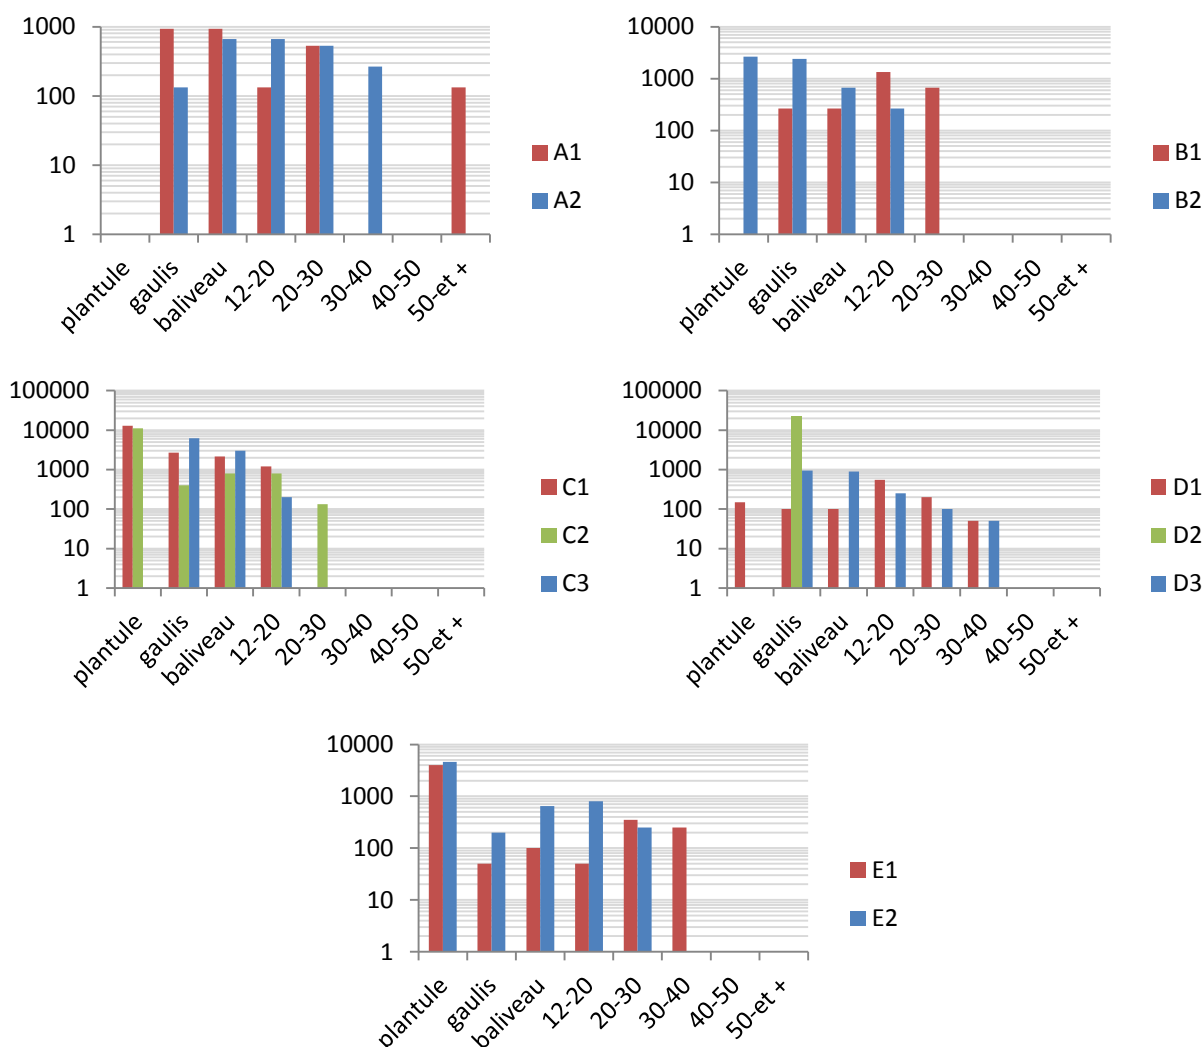 1000
100
10
1
plantule
gaulis
baliveau
12-20
20-30
30-40
40-50
50-et +
A1
A2
10000
1000
100
10
1
plantule
gaulis
baliveau
12-20
20-30
30-40
40-50
50-et +
B1
B2
100000
10000
1000
100
10
1
plantule
gaulis
baliveau
12-20
20-30
30-40
40-50
50-et +
C1
C2
C3
100000
10000
1000
100
10
1
plantule
gaulis
baliveau
12-20
20-30
30-40
40-50
50-et +
D1
D2
D3
10000
1000
100
10
1
plantule
gaulis
baliveau
12-20
20-30
30-40
40-50
50-et +
E1
E2